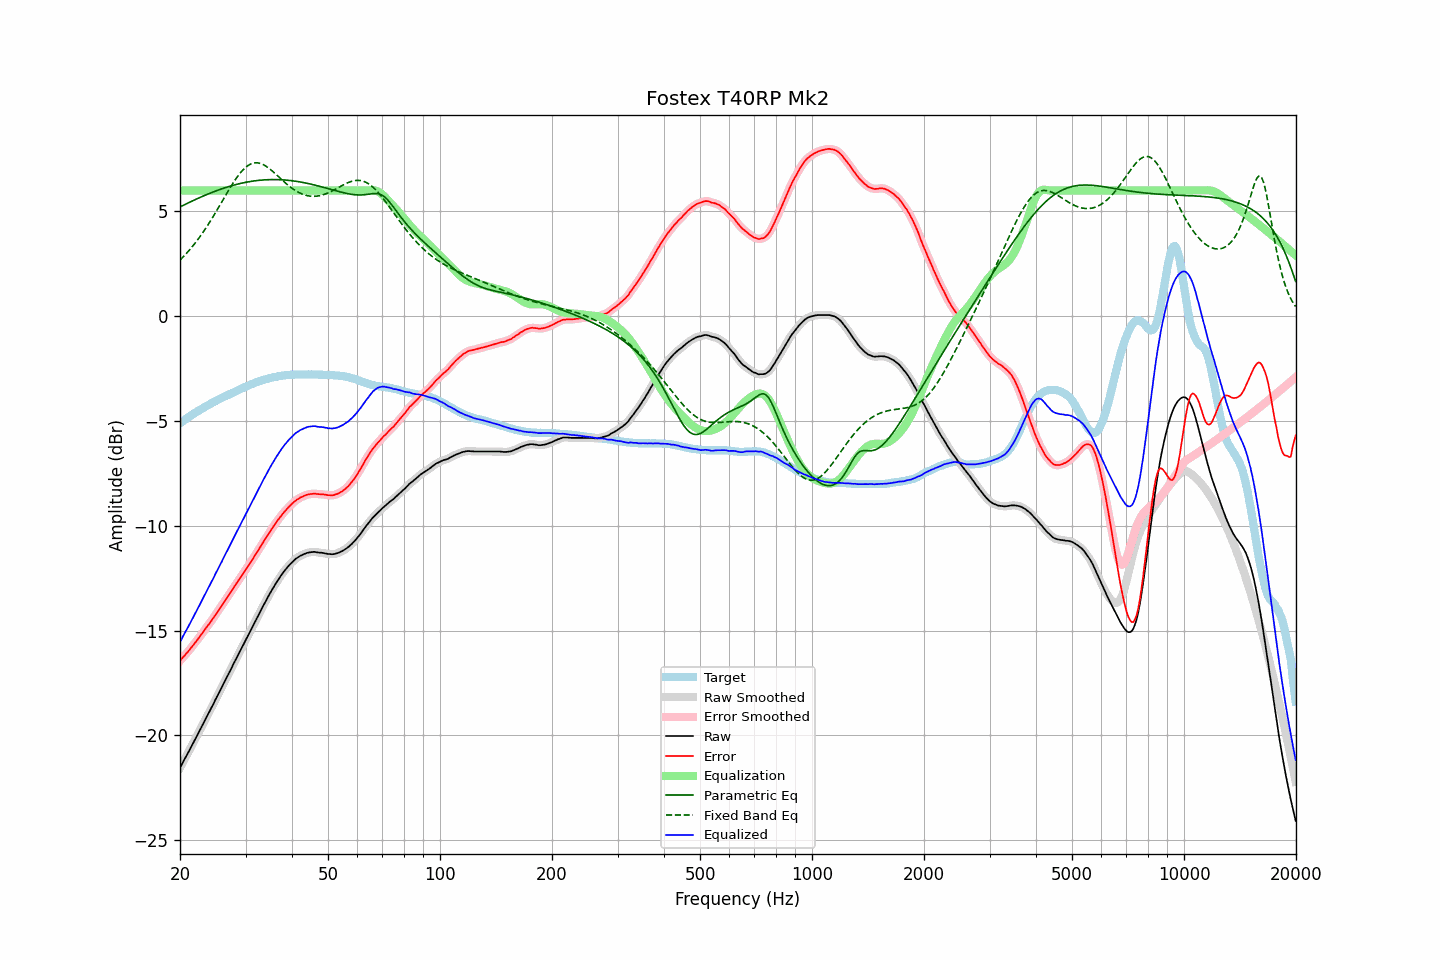 Fostex T40RP Mk2
Amplitude (dBr)
5
0
−5
−10
−15
−20
−25
Target
Raw Smoothed
Error Smoothed
Raw
Error
Equalization
Parametric Eq
Fixed Band Eq
Equalized
20 50 100 200 500 1000 2000 5000 10000 20000
Frequency (Hz)